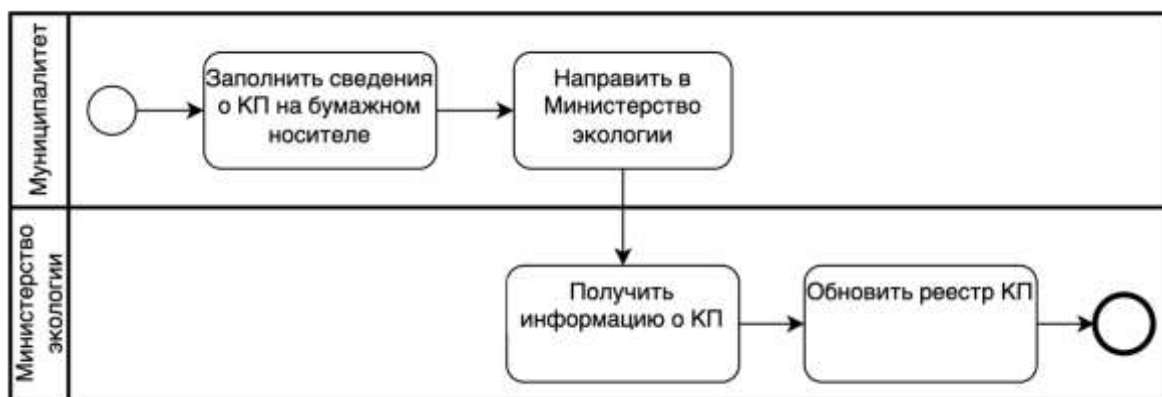 Муниципалитет
Заполнить сведения
о КП на бумажном
носителе
Направить в
Министерство
экологии
Министерство
экологии
Получить
информацию о КП
Обновить реестр КП